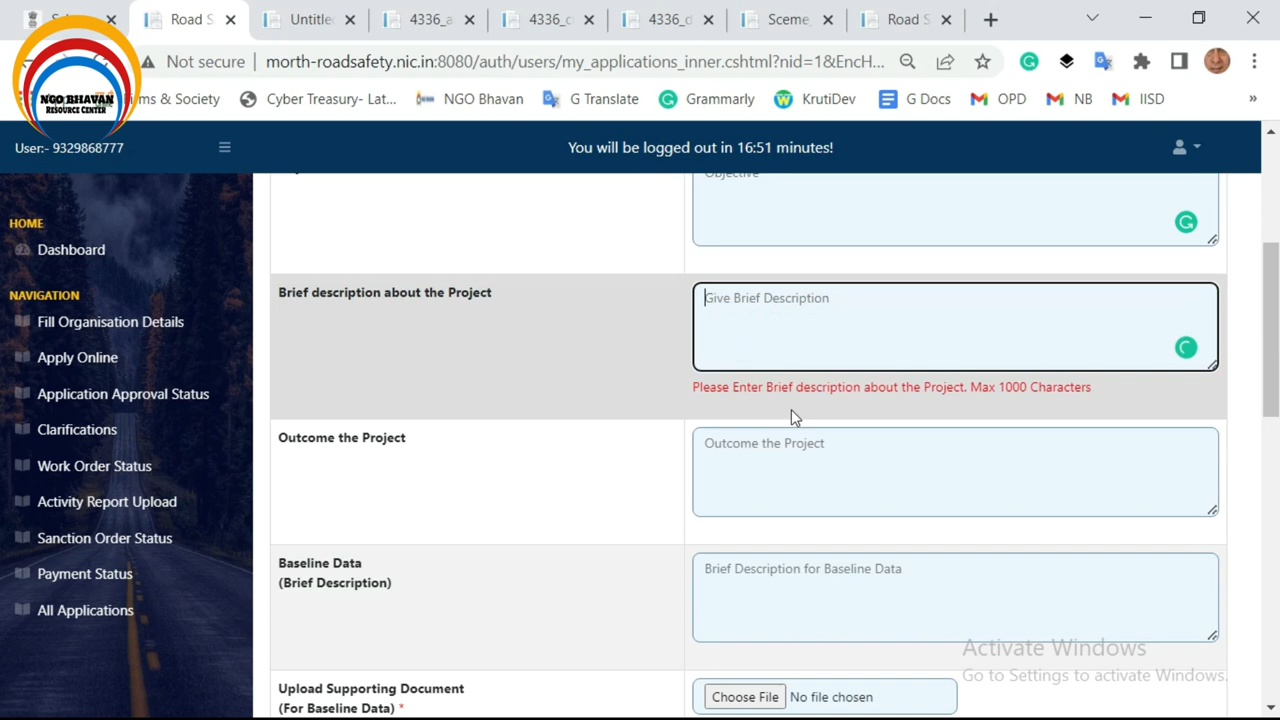 Road S
Untitle
4336_a
4336_c
4336_d
Sceme_
Road S
Not secure
morth-roadsafety.nic.in:8080/auth/users/my_applications_inner.cshtml?nid=1&EncH...
ms & Society
Cyber Treasury- Lat...
NGO Bhavan
G Translate
Grammarly
KrutiDev
G Docs
OPD
NB
IISD
»
NGO BHAVAN
RESOURCE CENTER
User:- 9329868777
You will be logged out in 16:51 minutes!
HOME
Dashboard
NAVIGATION
Fill Organisation Details
Apply Online
Application Approval Status
Clarifications
Work Order Status
Activity Report Upload
Sanction Order Status
Payment Status
All Applications
Objective
Brief description about the Project
Give Brief Description
Please Enter Brief description about the Project. Max 1000 Characters
Outcome the Project
Outcome the Project
Baseline Data
(Brief Description)
Brief Description for Baseline Data
Activate Windows
Go to Settings to activate Windows.
Upload Supporting Document
(For Baseline Data) *
Choose File No file chosen